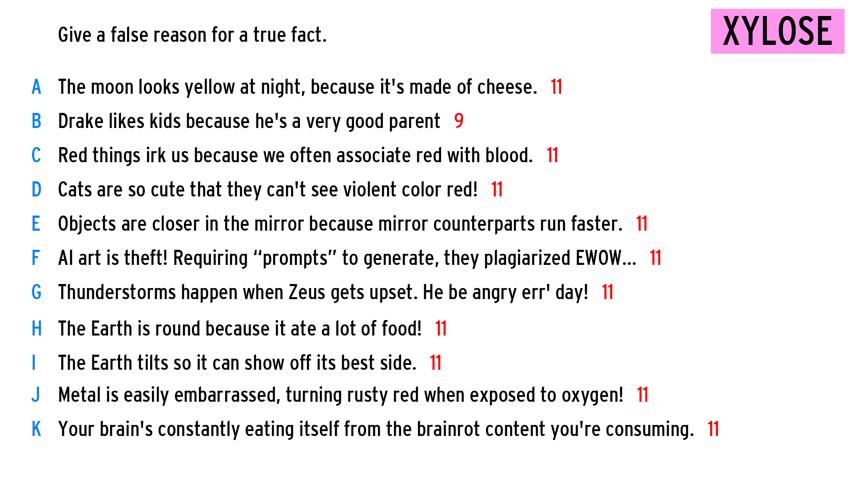 Give a false reason for a true fact.
XYLOSE
A The moon looks yellow at night, because it's made of cheese. 11
B Drake likes kids because he's a very good parent 9
C Red things irk us because we often associate red with blood. 11
D Cats are so cute that they can't see violent color red! 11
E Objects are closer in the mirror because mirror counterparts run faster. 11
F AI art is theft! Requiring “prompts” to generate, they plagiarized EWOW... 11
G Thunderstorms happen when Zeus gets upset. He be angry err' day! 11
H The Earth is round because it ate a lot of food! 11
I The Earth tilts so it can show off its best side. 11
J Metal is easily embarrassed, turning rusty red when exposed to oxygen! 11
K Your brain's constantly eating itself from the brainrot content you're consuming. 11